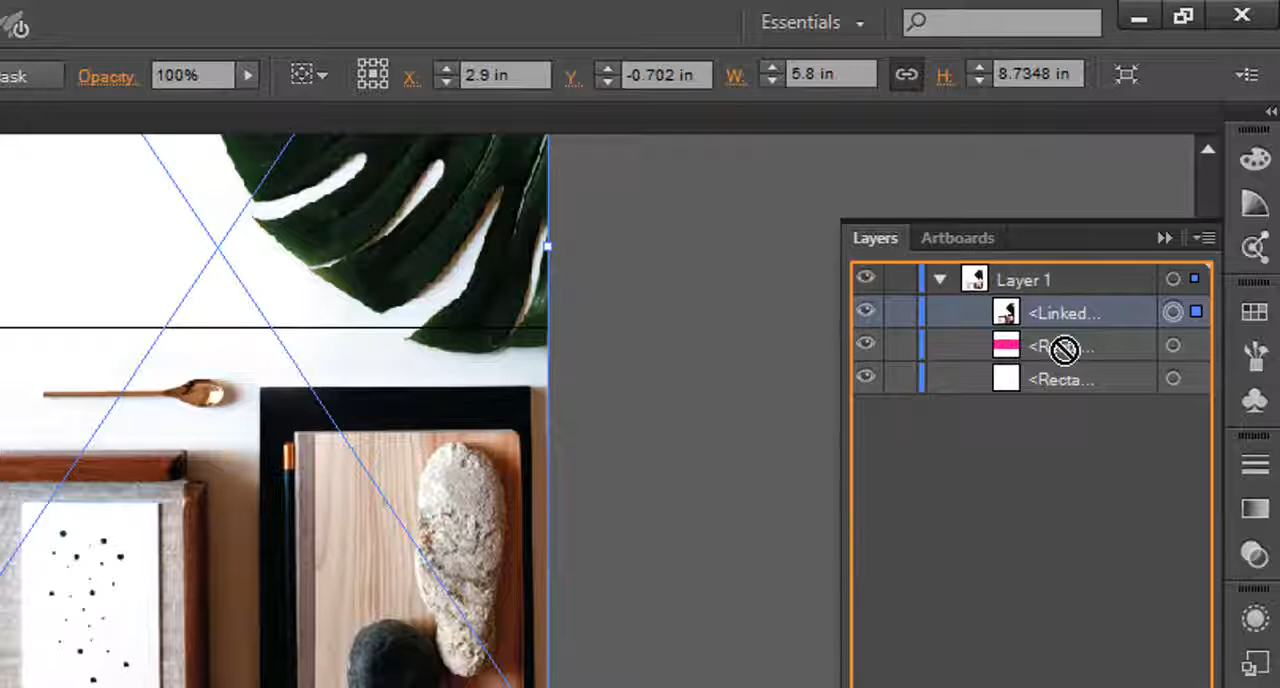 Essentials
ask Opacity: 100% X: 2.9 in Y: -0.702 in W: 5.8 in H: 8.7348 in
Layers Artboards
Layer 1
<Linked...
<Recta...